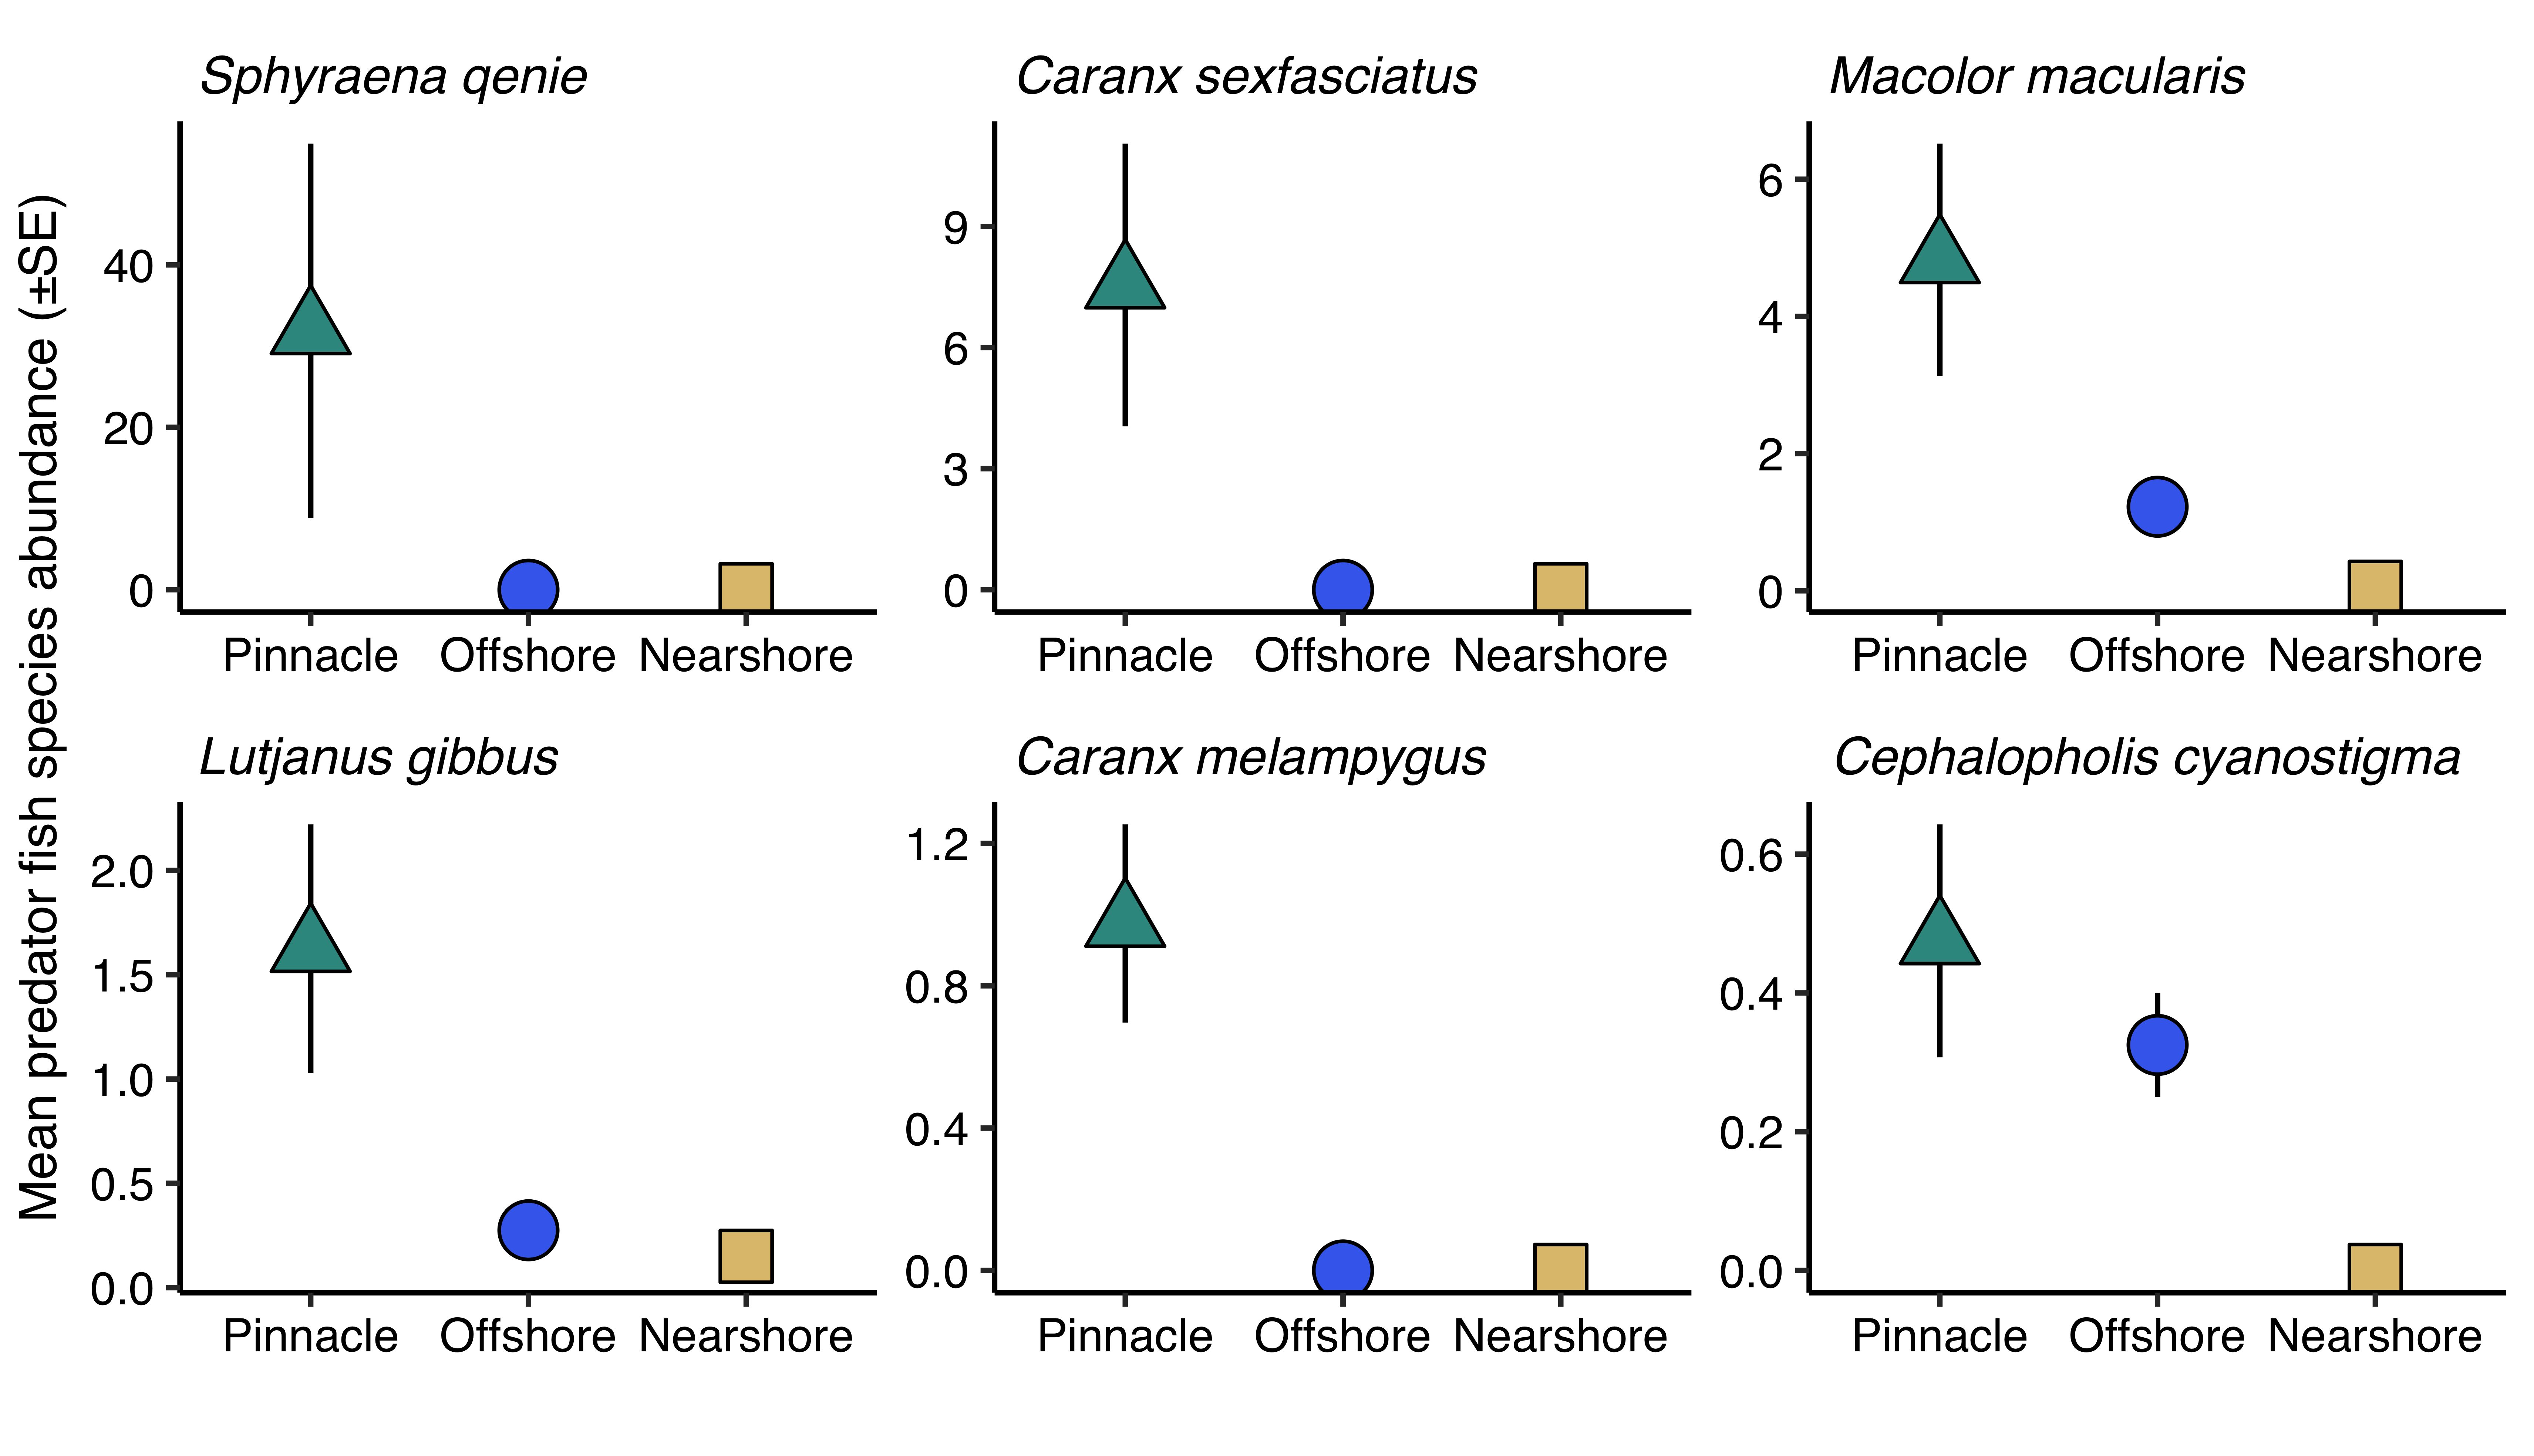 Mean predator fish species abundance (±SE)
Sphyraena qenie
40
20
0
Pinnacle Offshore Nearshore
Caranx sexfasciatus
9
6
3
0
Pinnacle Offshore Nearshore
Macolor macularis
6
4
2
0
Pinnacle Offshore Nearshore
Lutjanus gibbus
2.0
1.5
1.0
0.5
0.0
Pinnacle Offshore Nearshore
Caranx melampygus
1.2
0.8
0.4
0.0
Pinnacle Offshore Nearshore
Cephalopholis cyanostigma
0.6
0.4
0.2
0.0
Pinnacle Offshore Nearshore